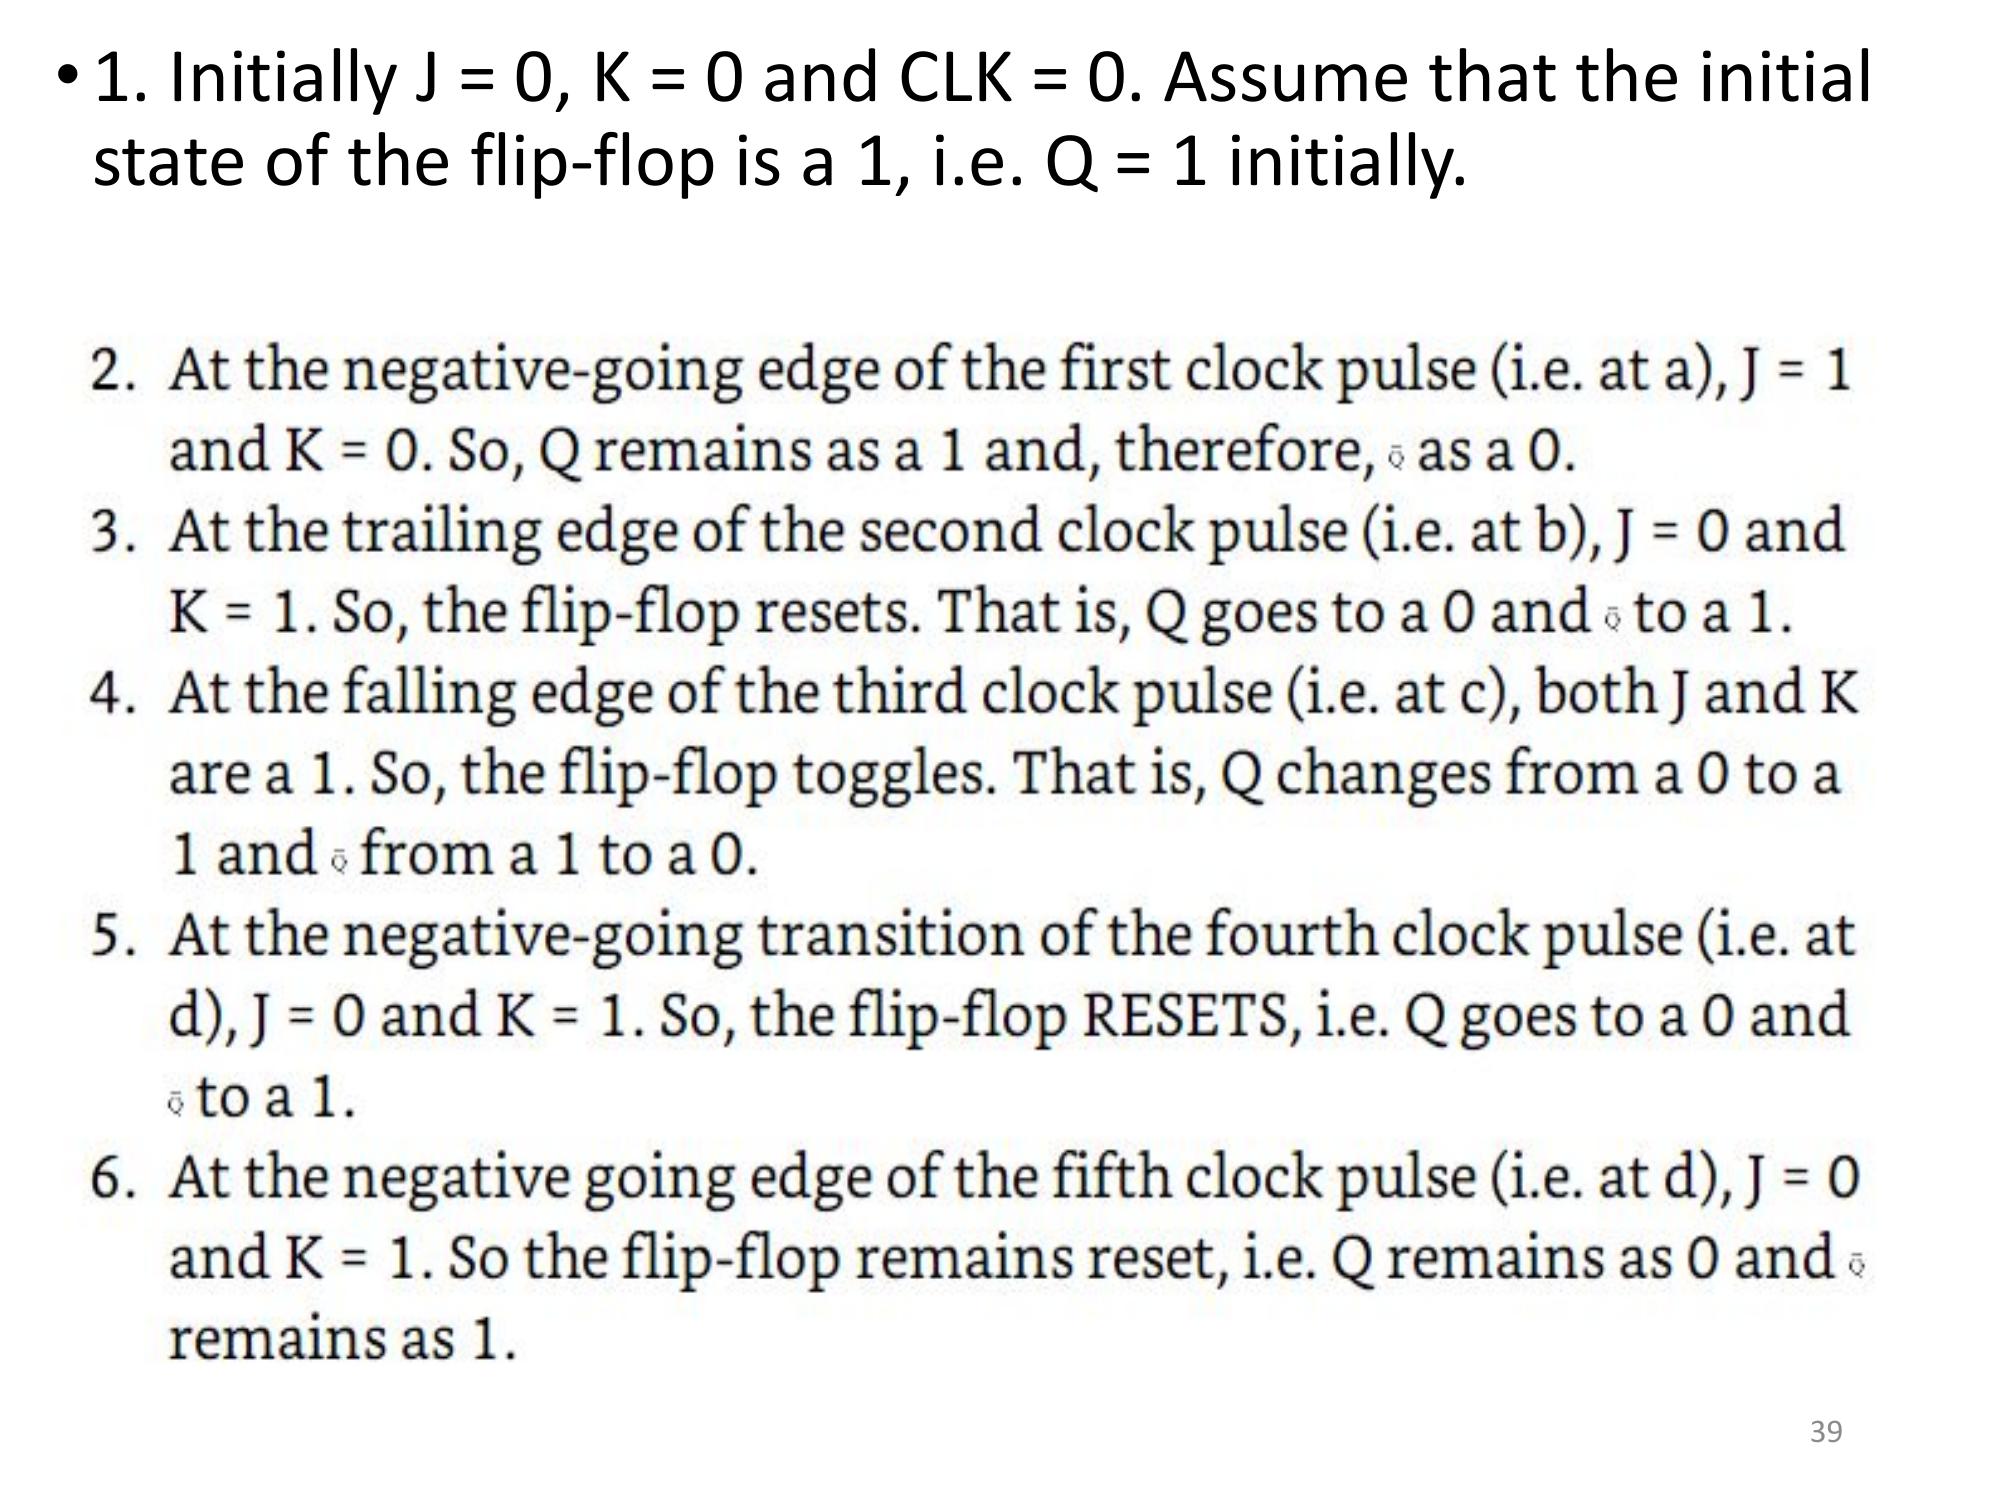 • 1. Initially J = 0, K = 0 and CLK = 0. Assume that the initial
state of the flip-flop is a 1, i.e. Q = 1 initially.
2. At the negative-going edge of the first clock pulse (i.e. at a), J = 1
and K = 0. So, Q remains as a 1 and, therefore, Q̄ as a 0.
3. At the trailing edge of the second clock pulse (i.e. at b), J = 0 and
K = 1. So, the flip-flop resets. That is, Q goes to a 0 and Q̄ to a 1.
4. At the falling edge of the third clock pulse (i.e. at c), both J and K
are a 1. So, the flip-flop toggles. That is, Q changes from a 0 to a
1 and Q̄ from a 1 to a 0.
5. At the negative-going transition of the fourth clock pulse (i.e. at
d), J = 0 and K = 1. So, the flip-flop RESETS, i.e. Q goes to a 0 and
Q̄ to a 1.
6. At the negative going edge of the fifth clock pulse (i.e. at d), J = 0
and K = 1. So the flip-flop remains reset, i.e. Q remains as 0 and Q̄
remains as 1.
39